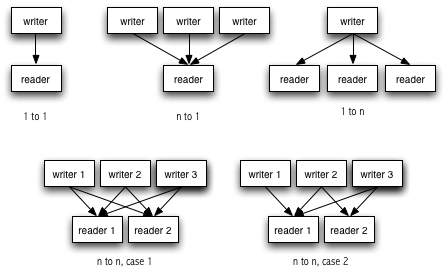 writer
writer writer writer
writer
reader
reader
reader reader reader
1 to 1
n to 1
1 to n
writer 1 writer 2 writer 3
writer 1 writer 2 writer 3
reader 1 reader 2
reader 1 reader 2
n to n, case 1
n to n, case 2